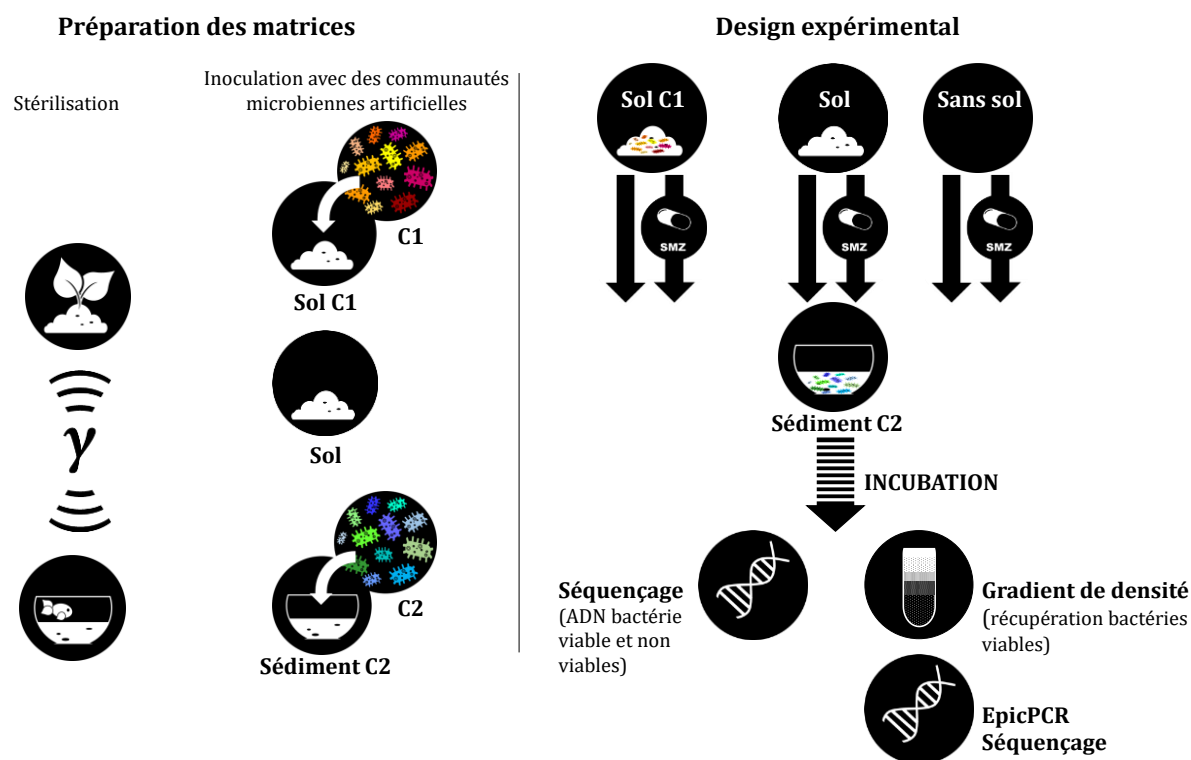 Préparation des matrices
Stérilisation
Inoculation avec des communautés
microbiennes artificielles
C1
Sol C1
γ
Sol
C2
Sédiment C2
Design expérimental
Sol C1
Sol
Sans sol
SMZ
SMZ
SMZ
Sédiment C2
INCUBATION
Séquençage
(ADN bactérie
viable et non
viables)
Gradient de densité
(récupération bactéries
viables)
EpicPCR
Séquençage